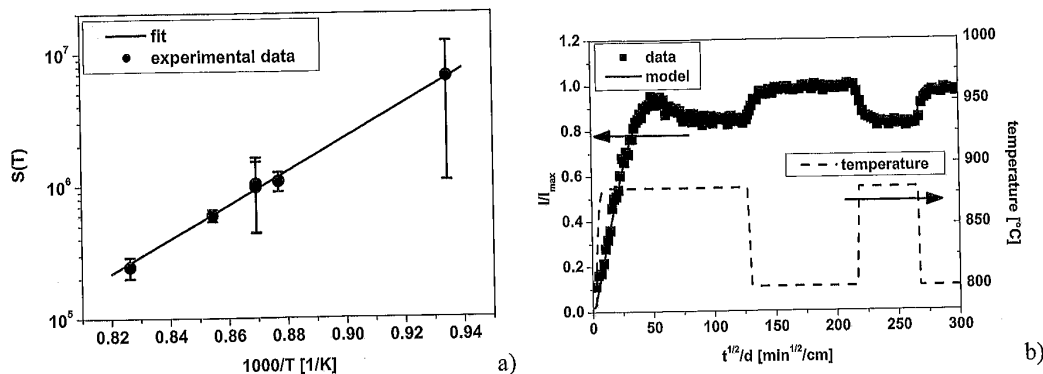 fit
experimental data
10^7
10^6
10^5
S(T)
0.82 0.84 0.86 0.88 0.90 0.92 0.94
1000/T [1/K]
a)
data
model
temperature
1.2
1.0
0.8
0.6
0.4
0.2
0.0
I/I_max
0 50 100 150 200 250 300
t^1/2/d [min^1/2/cm]
1000
950
900
850
800
temperature [°C]
b)